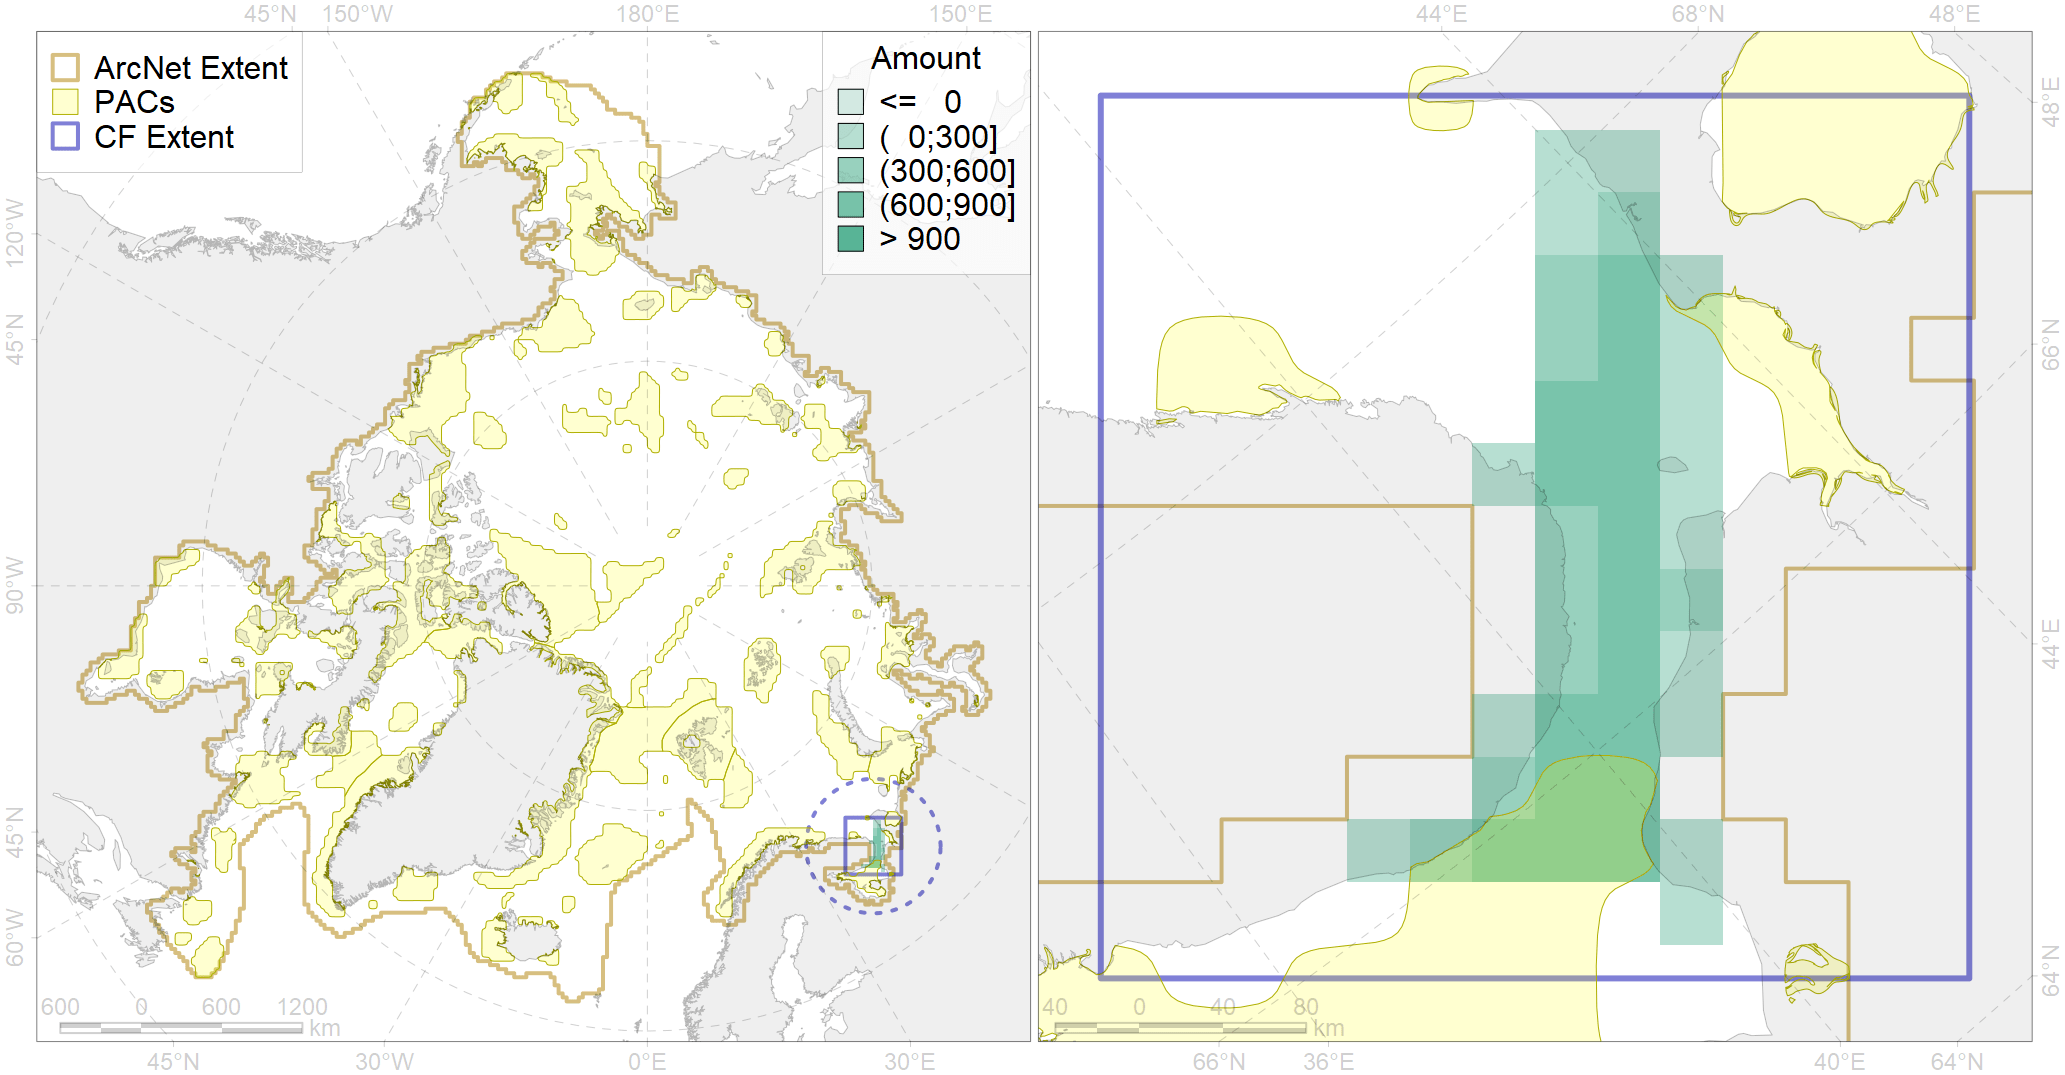 45°N 150°W 180°E 150°E 44°E 68°N 48°E
ArcNet Extent
PACs
CF Extent
Amount
<= 0
( 0;300]
(300;600]
(600;900]
> 900
120°W
45°N
90°W
45°N
60°W
48°E
66°N
44°E
64°N
600 0 600 1200
km
40 0 40 80
km
45°N 30°W 0°E 30°E 66°N 36°E 40°E 64°N